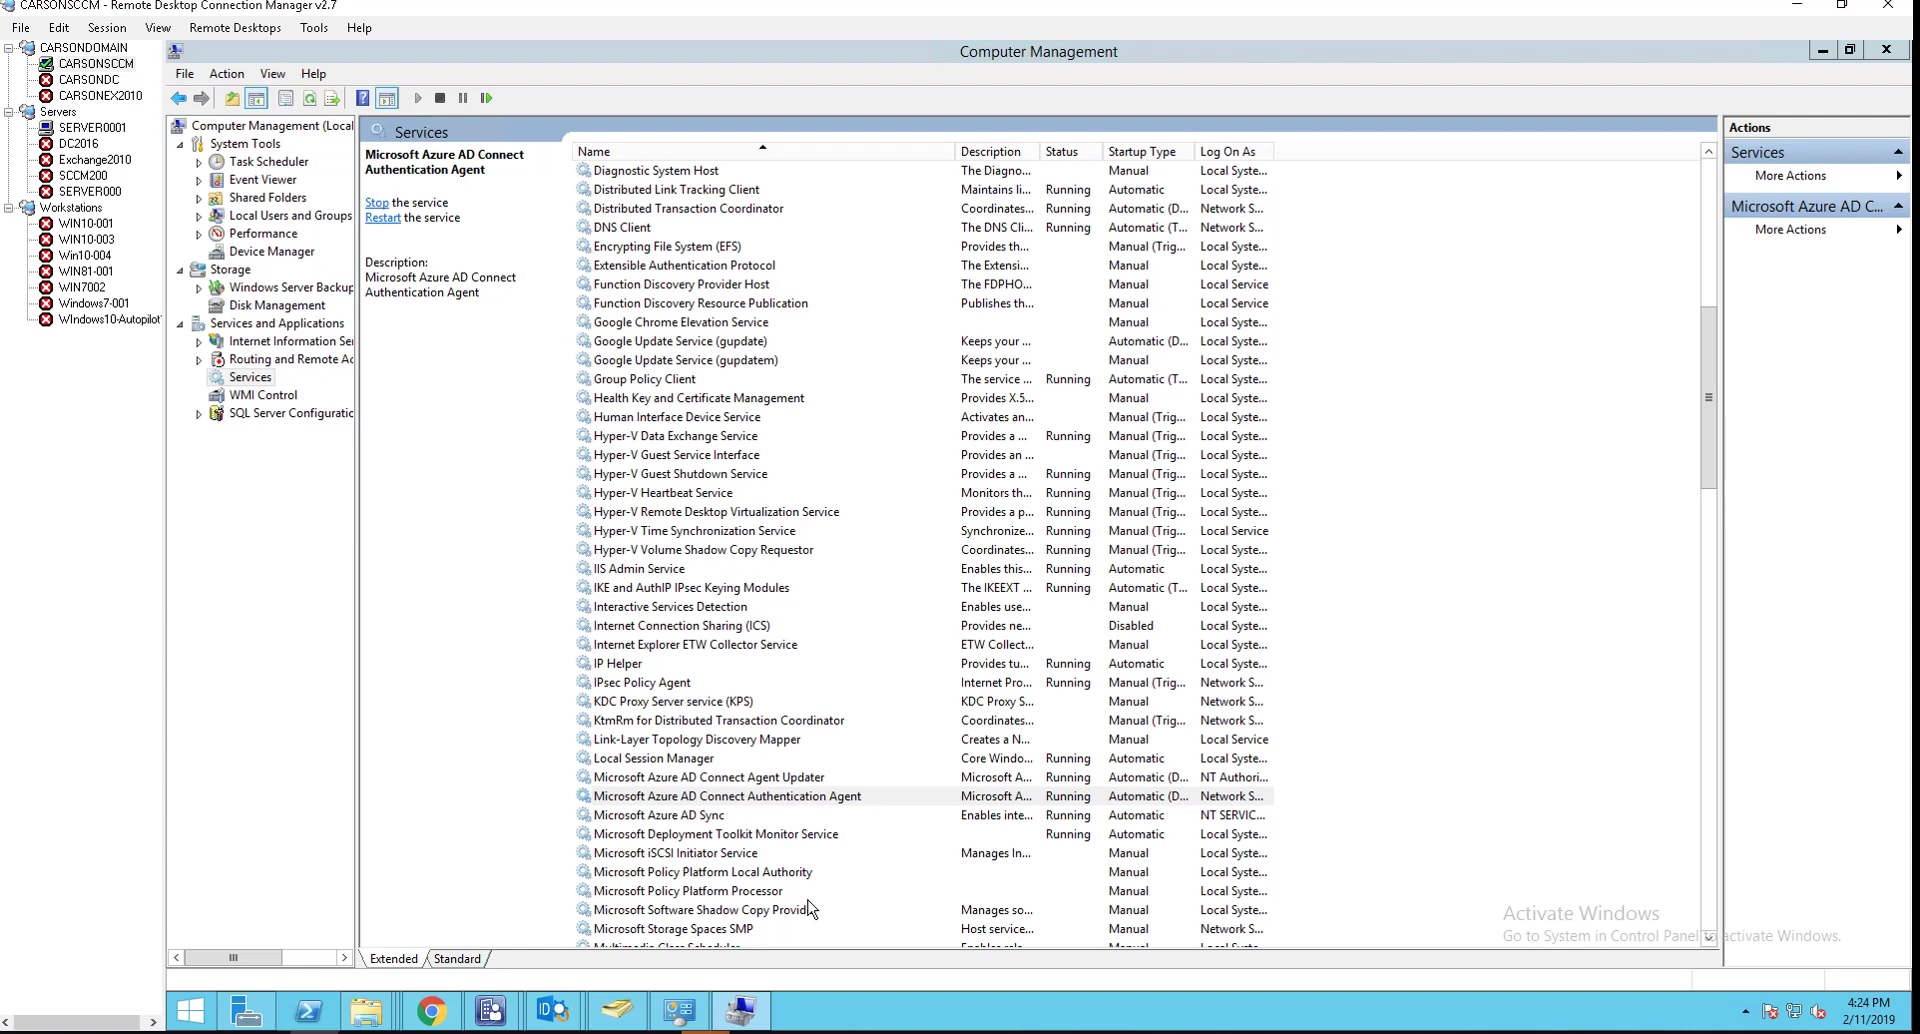 CARSONSCCM - Remote Desktop Connection Manager v2.7
File Edit Session View Remote Desktops Tools Help
CARSONDOMAIN
CARSONSCCM
CARSONDC
CARSONEX2010
Servers
SERVER0001
DC2016
Exchange2010
SCCM200
SERVER000
Workstations
WIN10-001
WIN10-003
Win10-004
WIN81-001
WIN7002
Windows7-001
WIndows10-Autopilot
Computer Management
File Action View Help
Computer Management (Local
System Tools
Task Scheduler
Event Viewer
Shared Folders
Local Users and Groups
Performance
Device Manager
Storage
Windows Server Backup
Disk Management
Services and Applications
Internet Information Ser
Routing and Remote Ac
Services
WMI Control
SQL Server Configuratio
Services
Microsoft Azure AD Connect
Authentication Agent
Stop the service
Restart the service
Description:
Microsoft Azure AD Connect
Authentication Agent
Name Description Status Startup Type Log On As
Diagnostic System Host The Diagno... Manual Local Syste...
Distributed Link Tracking Client Maintains li... Running Automatic Local Syste...
Distributed Transaction Coordinator Coordinates... Running Automatic (D... Network S...
DNS Client The DNS Cli... Running Automatic (T... Network S...
Encrypting File System (EFS) Provides th... Manual (Trig... Local Syste...
Extensible Authentication Protocol The Extensi... Manual Local Syste...
Function Discovery Provider Host The FDPHO... Manual Local Service
Function Discovery Resource Publication Publishes th... Manual Local Service
Google Chrome Elevation Service Manual Local Syste...
Google Update Service (gupdate) Keeps your ... Automatic (D... Local Syste...
Google Update Service (gupdatem) Keeps your ... Manual Local Syste...
Group Policy Client The service ... Running Automatic (T... Local Syste...
Health Key and Certificate Management Provides X.5... Manual Local Syste...
Human Interface Device Service Activates an... Manual (Trig... Local Syste...
Hyper-V Data Exchange Service Provides a ... Running Manual (Trig... Local Syste...
Hyper-V Guest Service Interface Provides an ... Manual (Trig... Local Syste...
Hyper-V Guest Shutdown Service Provides a ... Running Manual (Trig... Local Syste...
Hyper-V Heartbeat Service Monitors th... Running Manual (Trig... Local Syste...
Hyper-V Remote Desktop Virtualization Service Provides a p... Running Manual (Trig... Local Syste...
Hyper-V Time Synchronization Service Synchronize... Running Manual (Trig... Local Service
Hyper-V Volume Shadow Copy Requestor Coordinates... Running Manual (Trig... Local Syste...
IIS Admin Service Enables this... Running Automatic Local Syste...
IKE and AuthIP IPsec Keying Modules The IKEEXT ... Running Automatic (T... Local Syste...
Interactive Services Detection Enables use... Manual Local Syste...
Internet Connection Sharing (ICS) Provides ne... Disabled Local Syste...
Internet Explorer ETW Collector Service ETW Collect... Manual Local Syste...
IP Helper Provides tu... Running Automatic Local Syste...
IPsec Policy Agent Internet Pro... Running Manual (Trig... Network S...
KDC Proxy Server service (KPS) KDC Proxy S... Manual Network S...
KtmRm for Distributed Transaction Coordinator Coordinates... Manual (Trig... Network S...
Link-Layer Topology Discovery Mapper Creates a N... Manual Local Service
Local Session Manager Core Windo... Running Automatic Local Syste...
Microsoft Azure AD Connect Agent Updater Microsoft A... Running Automatic (D... NT Authori...
Microsoft Azure AD Connect Authentication Agent Microsoft A... Running Automatic (D... Network S...
Microsoft Azure AD Sync Enables inte... Running Automatic NT SERVIC...
Microsoft Deployment Toolkit Monitor Service Running Automatic Local Syste...
Microsoft iSCSI Initiator Service Manages In... Manual Local Syste...
Microsoft Policy Platform Local Authority Manual Local Syste...
Microsoft Policy Platform Processor Manual Local Syste...
Microsoft Software Shadow Copy Provid Manages so... Manual Local Syste...
Microsoft Storage Spaces SMP Host service... Manual Network S...
Extended Standard
Actions
Services
More Actions
Microsoft Azure AD C...
More Actions
Activate Windows
Go to System in Control Panel to activate Windows.
4:24 PM
2/11/2019